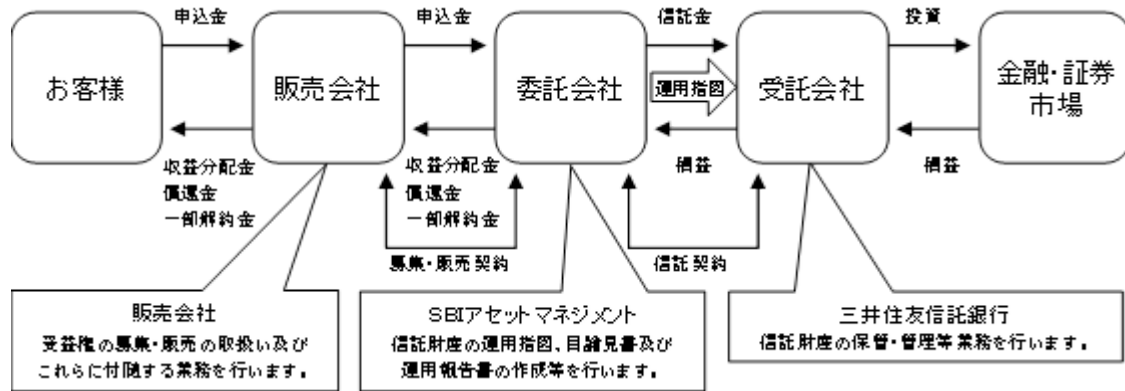 申込金
申込金
信託金
投資
お客様
販売会社
委託会社
運用指図
受託会社
金融・証券
市場
収益分配金
償還金
一部解約金
収益分配金
償還金
一部解約金
損益
損益
募集・販売契約
信託契約
販売会社
受益権の募集・販売の取扱い及び
これらに付随する業務を行います。
SBIアセットマネジメント
信託財産の運用指図、目論見書及び
運用報告書の作成等を行います。
三井住友信託銀行
信託財産の保管・管理等業務を行います。